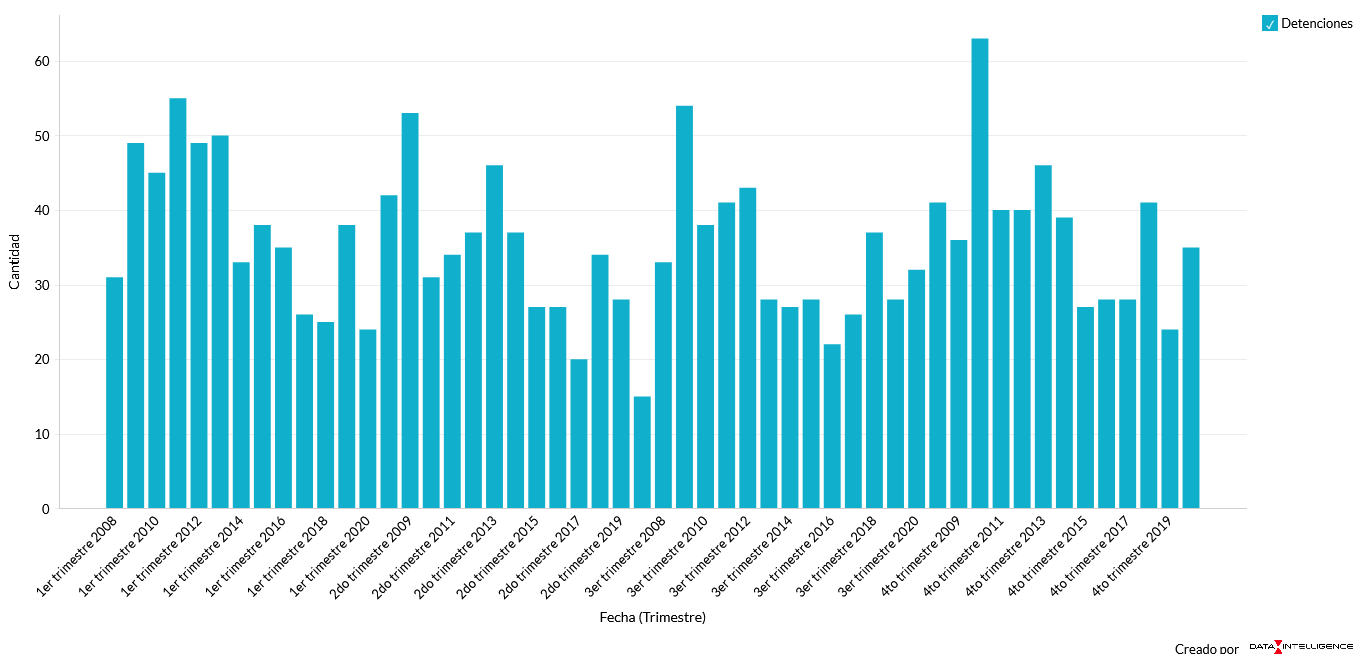 Detenciones
60
50
40
30
20
10
0
Cantidad
1er trimestre 2008
1er trimestre 2010
1er trimestre 2012
1er trimestre 2014
1er trimestre 2016
1er trimestre 2018
1er trimestre 2020
2do trimestre 2009
2do trimestre 2011
2do trimestre 2013
2do trimestre 2015
2do trimestre 2017
2do trimestre 2019
3er trimestre 2008
3er trimestre 2010
3er trimestre 2012
3er trimestre 2014
3er trimestre 2016
3er trimestre 2018
3er trimestre 2020
4to trimestre 2009
4to trimestre 2011
4to trimestre 2013
4to trimestre 2015
4to trimestre 2017
4to trimestre 2019
Fecha (Trimestre)
Creado por DATA INTELLIGENCE